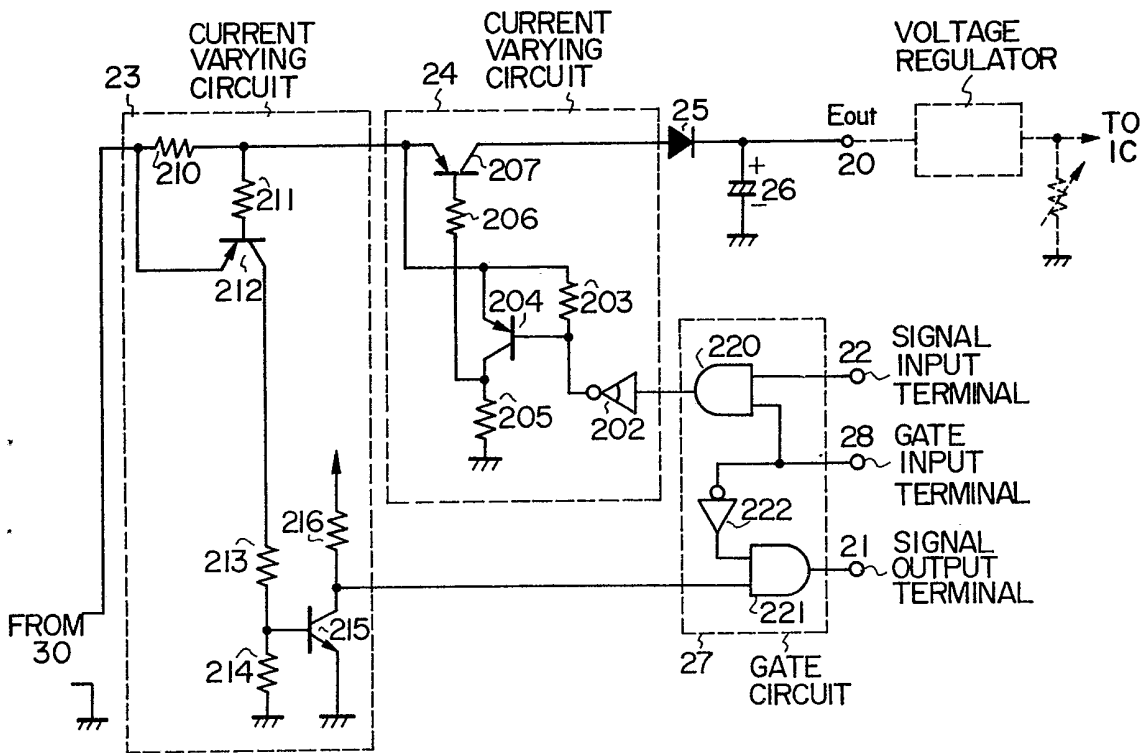 CURRENT
VARYING
CIRCUIT
23
CURRENT
VARYING
CIRCUIT
24
VOLTAGE
REGULATOR
25
Eout
20
TO
IC
210
211
212
207
206
+
26
−
204
203
205
202
220
22
SIGNAL
INPUT
TERMINAL
28
GATE
INPUT
TERMINAL
222
21
SIGNAL
OUTPUT
TERMINAL
221
216
213
215
214
FROM
30
27
GATE
CIRCUIT